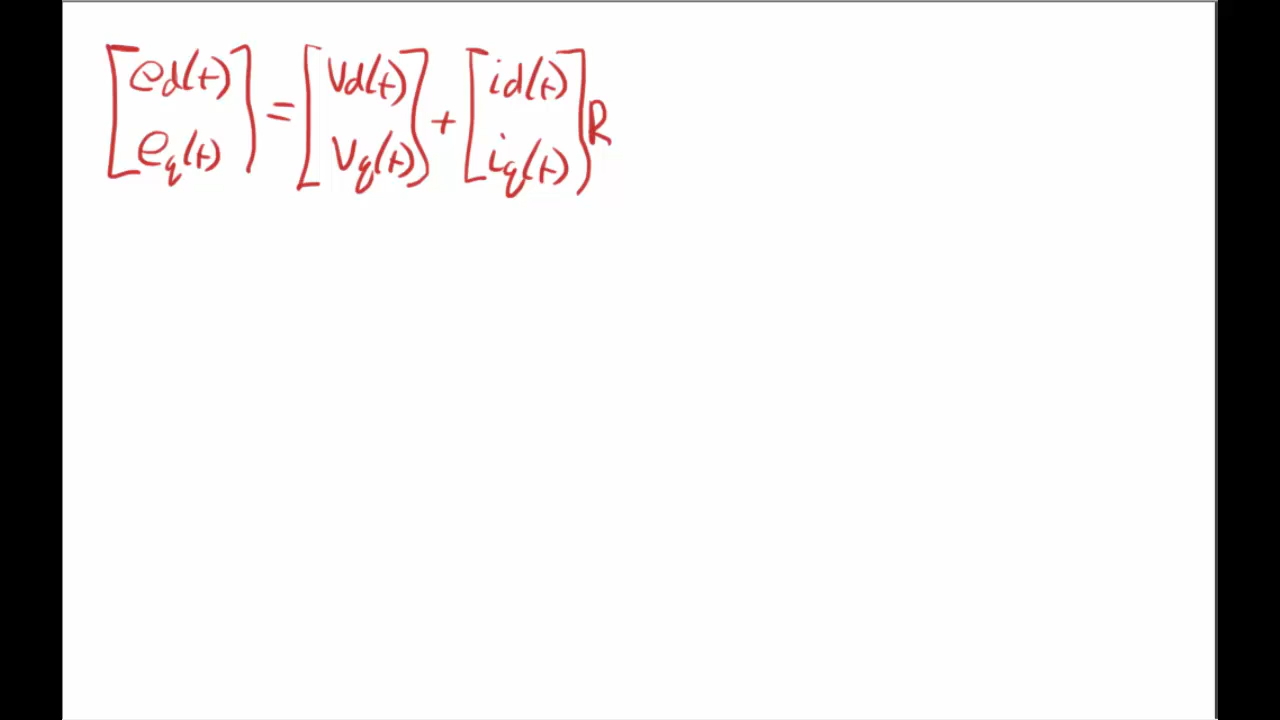 [ed(t) eq(t)] = [vd(t) vq(t)] + [id(t) iq(t)] R